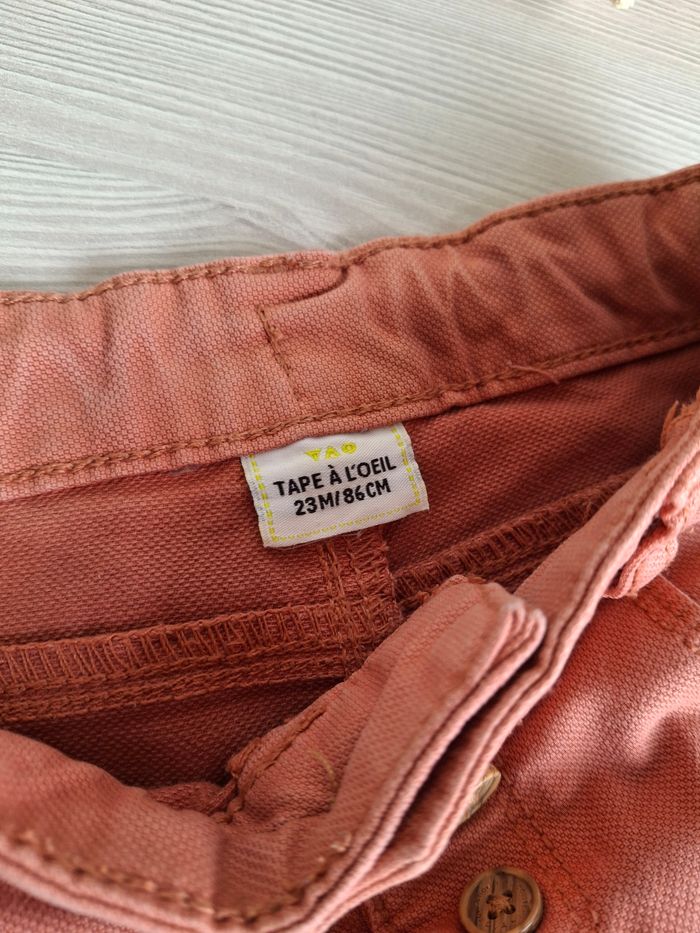 TAO
TAPE À L'OEIL
23M/86CM